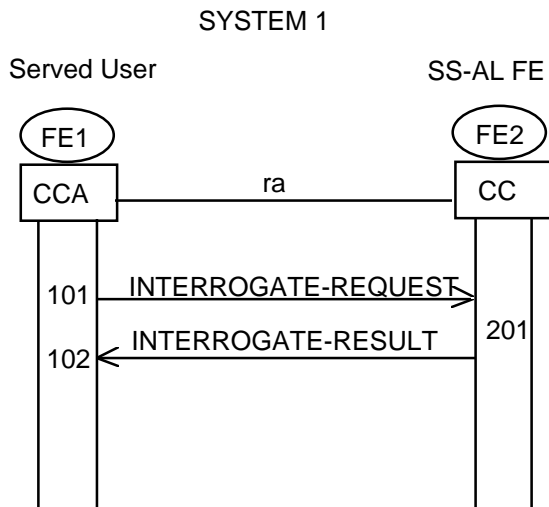 SYSTEM 1
Served User
SS-AL FE
FE1
FE2
CCA
ra
CC
101
INTERROGATE-REQUEST
201
102
INTERROGATE-RESULT